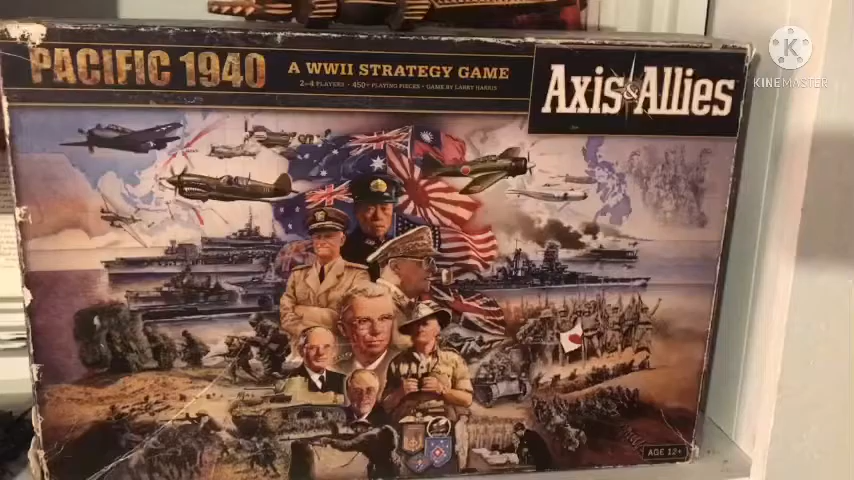 PACIFIC 1940
A WWII STRATEGY GAME
2-4 PLAYERS • 450+ PLAYING PIECES • GAME BY LARRY HARRIS
Axis & Allies
K
KINEMASTER
AGE 12+